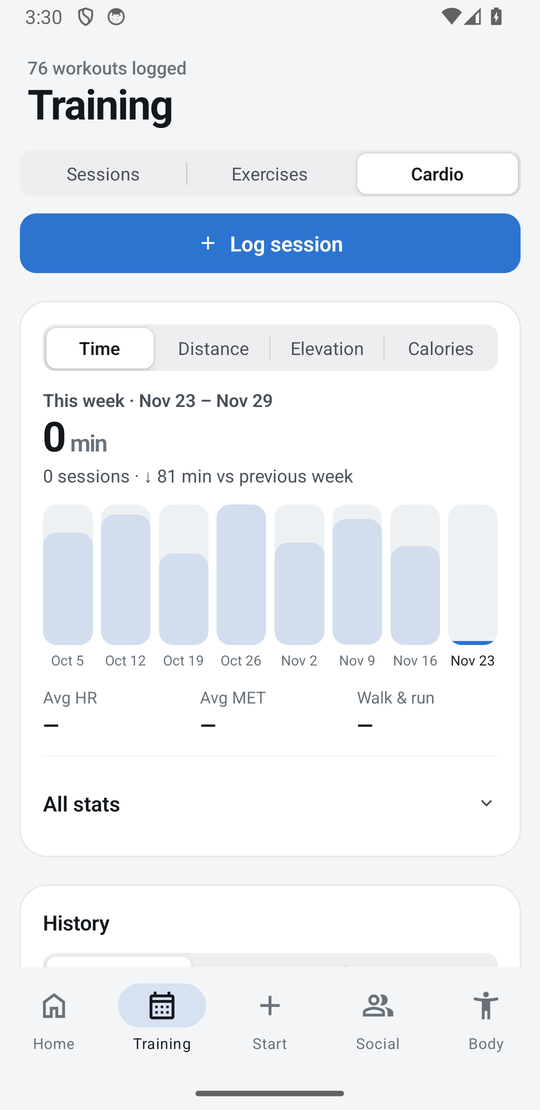 3:30
76 workouts logged
Training
Sessions Exercises Cardio
+ Log session
Time Distance Elevation Calories
This week · Nov 23 – Nov 29
0 min
0 sessions · ↓ 81 min vs previous week
Oct 5 Oct 12 Oct 19 Oct 26 Nov 2 Nov 9 Nov 16 Nov 23
Avg HR Avg MET Walk & run
– – –
All stats
History
Home Training Start Social Body